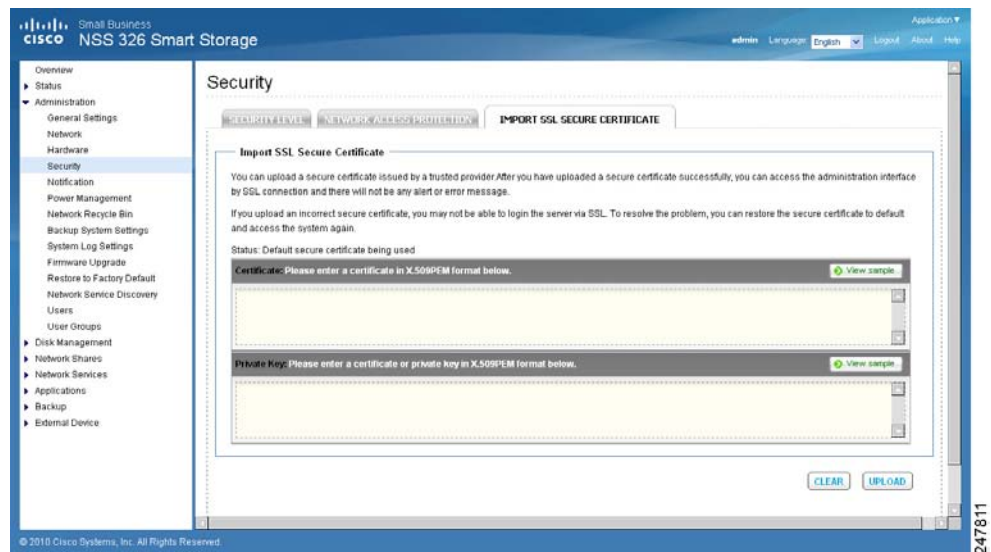 Application ▼
Small Business
CISCO NSS 326 Smart Storage
admin Language: English Logout About Help
Overview
Status
Administration
General Settings
Network
Hardware
Security
Notification
Power Management
Network Recycle Bin
Backup System Settings
System Log Settings
Firmware Upgrade
Restore to Factory Default
Network Service Discovery
Users
User Groups
Disk Management
Network Shares
Network Services
Applications
Backup
External Device
Security
SECURITY LEVEL NETWORK ACCESS PROTECTION IMPORT SSL SECURE CERTIFICATE
Import SSL Secure Certificate
You can upload a secure certificate issued by a trusted provider.After you have uploaded a secure certificate successfully, you can access the administration interface
by SSL connection and there will not be any alert or error message.
If you upload an incorrect secure certificate, you may not be able to login the server via SSL. To resolve the problem, you can restore the secure certificate to default
and access the system again.
Status: Default secure certificate being used
Certificate: Please enter a certificate in X.509PEM format below. View sample
Private Key: Please enter a certificate or private key in X.509PEM format below. View sample
CLEAR UPLOAD
© 2010 Cisco Systems, Inc. All Rights Reserved.
247811